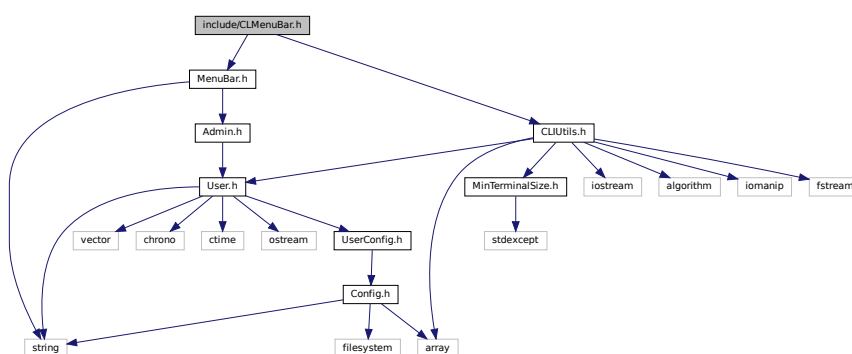 include/CLMenuBar.h
MenuBar.h
Admin.h
CLIUtils.h
User.h
MinTerminalSize.h
iostream
algorithm
iomanip
fstream
vector
chrono
ctime
ostream
UserConfig.h
stdexcept
Config.h
string
filesystem
array